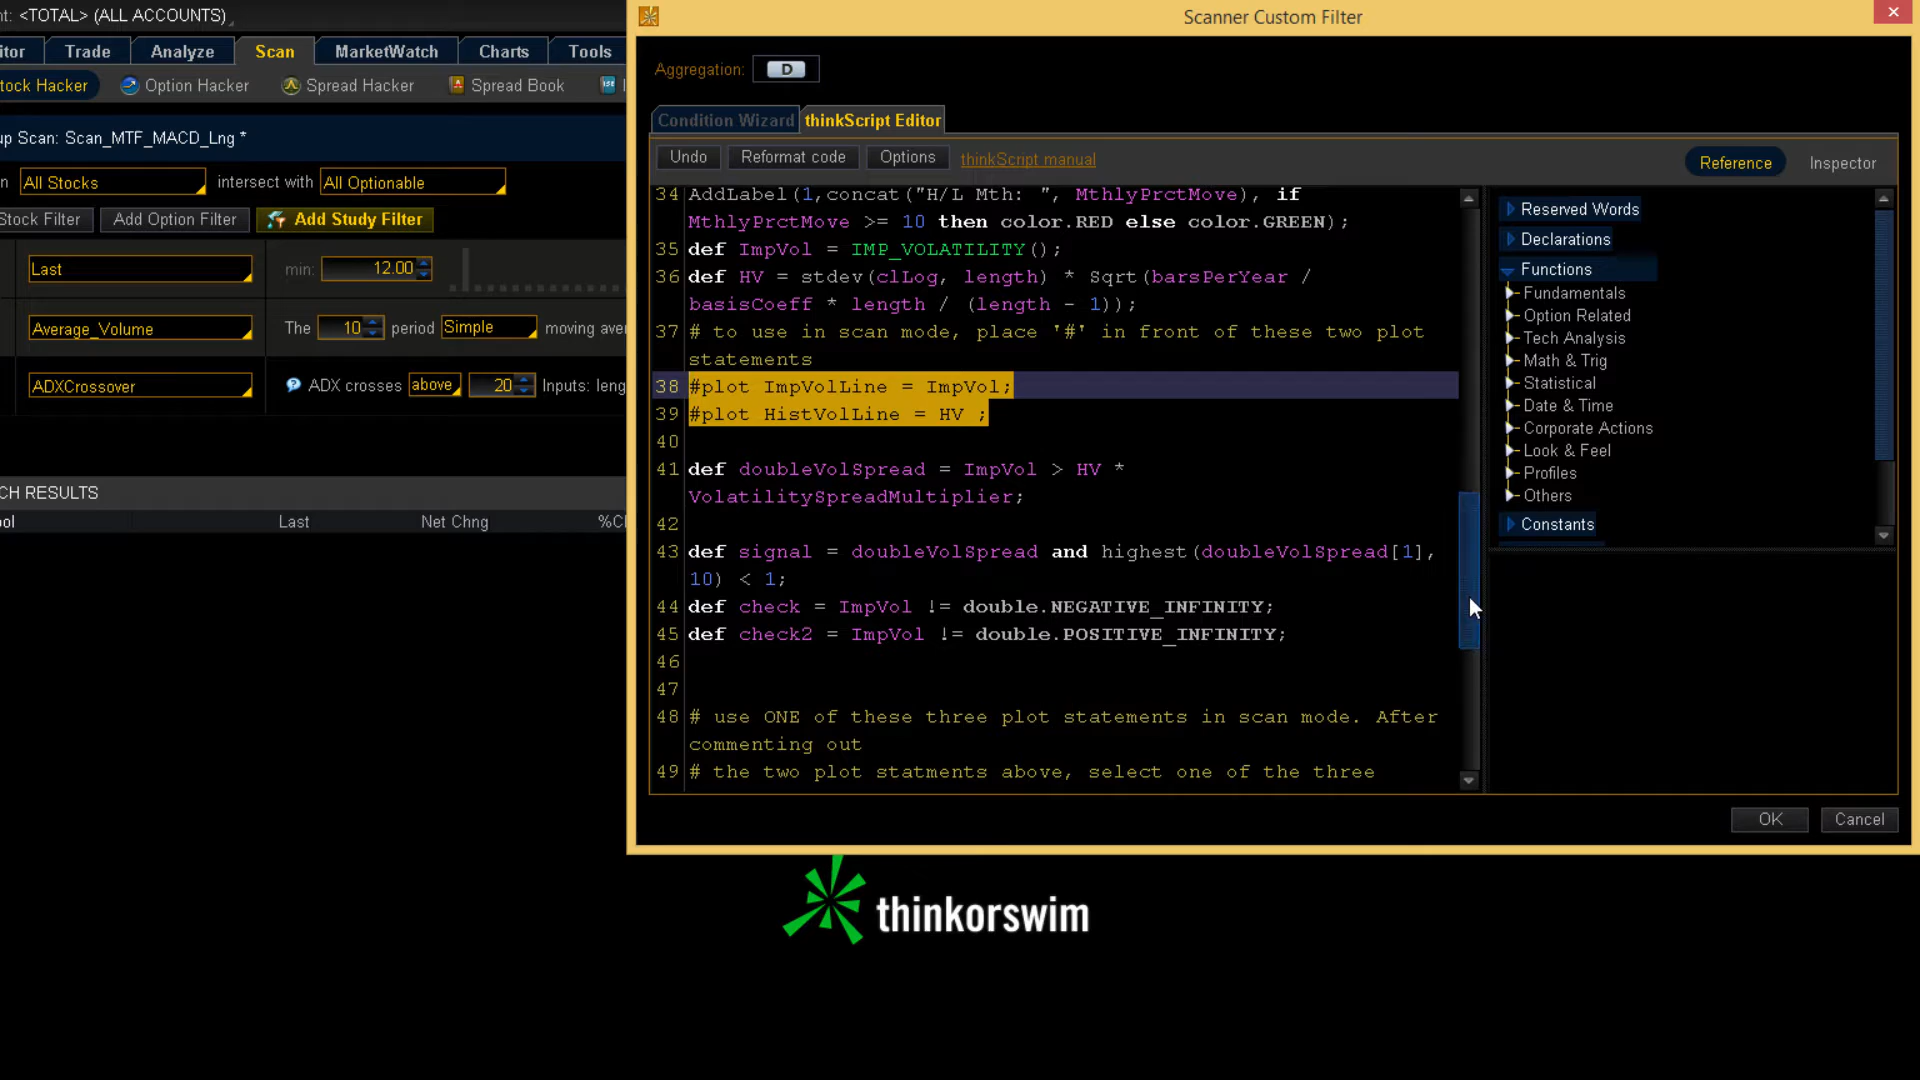 nt: <TOTAL> (ALL ACCOUNTS)
Scanner Custom Filter
itor Trade Analyze Scan MarketWatch Charts Tools
Aggregation: D
tock Hacker Option Hacker Spread Hacker Spread Book
Condition Wizard thinkScript Editor
up Scan: Scan_MTF_MACD_Lng *
Undo Reformat code Options thinkScript manual Reference Inspector
n All Stocks intersect with All Optionable
Stock Filter Add Option Filter Add Study Filter
Last min: 12.00
Average_Volume The 10 period Simple moving aver
ADXCrossover ADX crosses above 20 Inputs: leng
CH RESULTS
ool Last Net Chng %C
34 AddLabel(1,concat("H/L Mth: ", MthlyPrctMove), if
MthlyPrctMove >= 10 then color.RED else color.GREEN);
35 def ImpVol = IMP_VOLATILITY();
36 def HV = stdev(clLog, length) * Sqrt(barsPerYear /
basisCoeff * length / (length - 1));
37 # to use in scan mode, place '#' in front of these two plot
statements
38 #plot ImpVolLine = ImpVol;
39 #plot HistVolLine = HV ;
40
41 def doubleVolSpread = ImpVol > HV *
VolatilitySpreadMultiplier;
42
43 def signal = doubleVolSpread and highest(doubleVolSpread[1],
10) < 1;
44 def check = ImpVol != double.NEGATIVE_INFINITY;
45 def check2 = ImpVol != double.POSITIVE_INFINITY;
46
47
48 # use ONE of these three plot statements in scan mode. After
commenting out
49 # the two plot statments above, select one of the three
Reserved Words
Declarations
Functions
Fundamentals
Option Related
Tech Analysis
Math & Trig
Statistical
Date & Time
Corporate Actions
Look & Feel
Profiles
Others
Constants
OK Cancel
thinkorswim